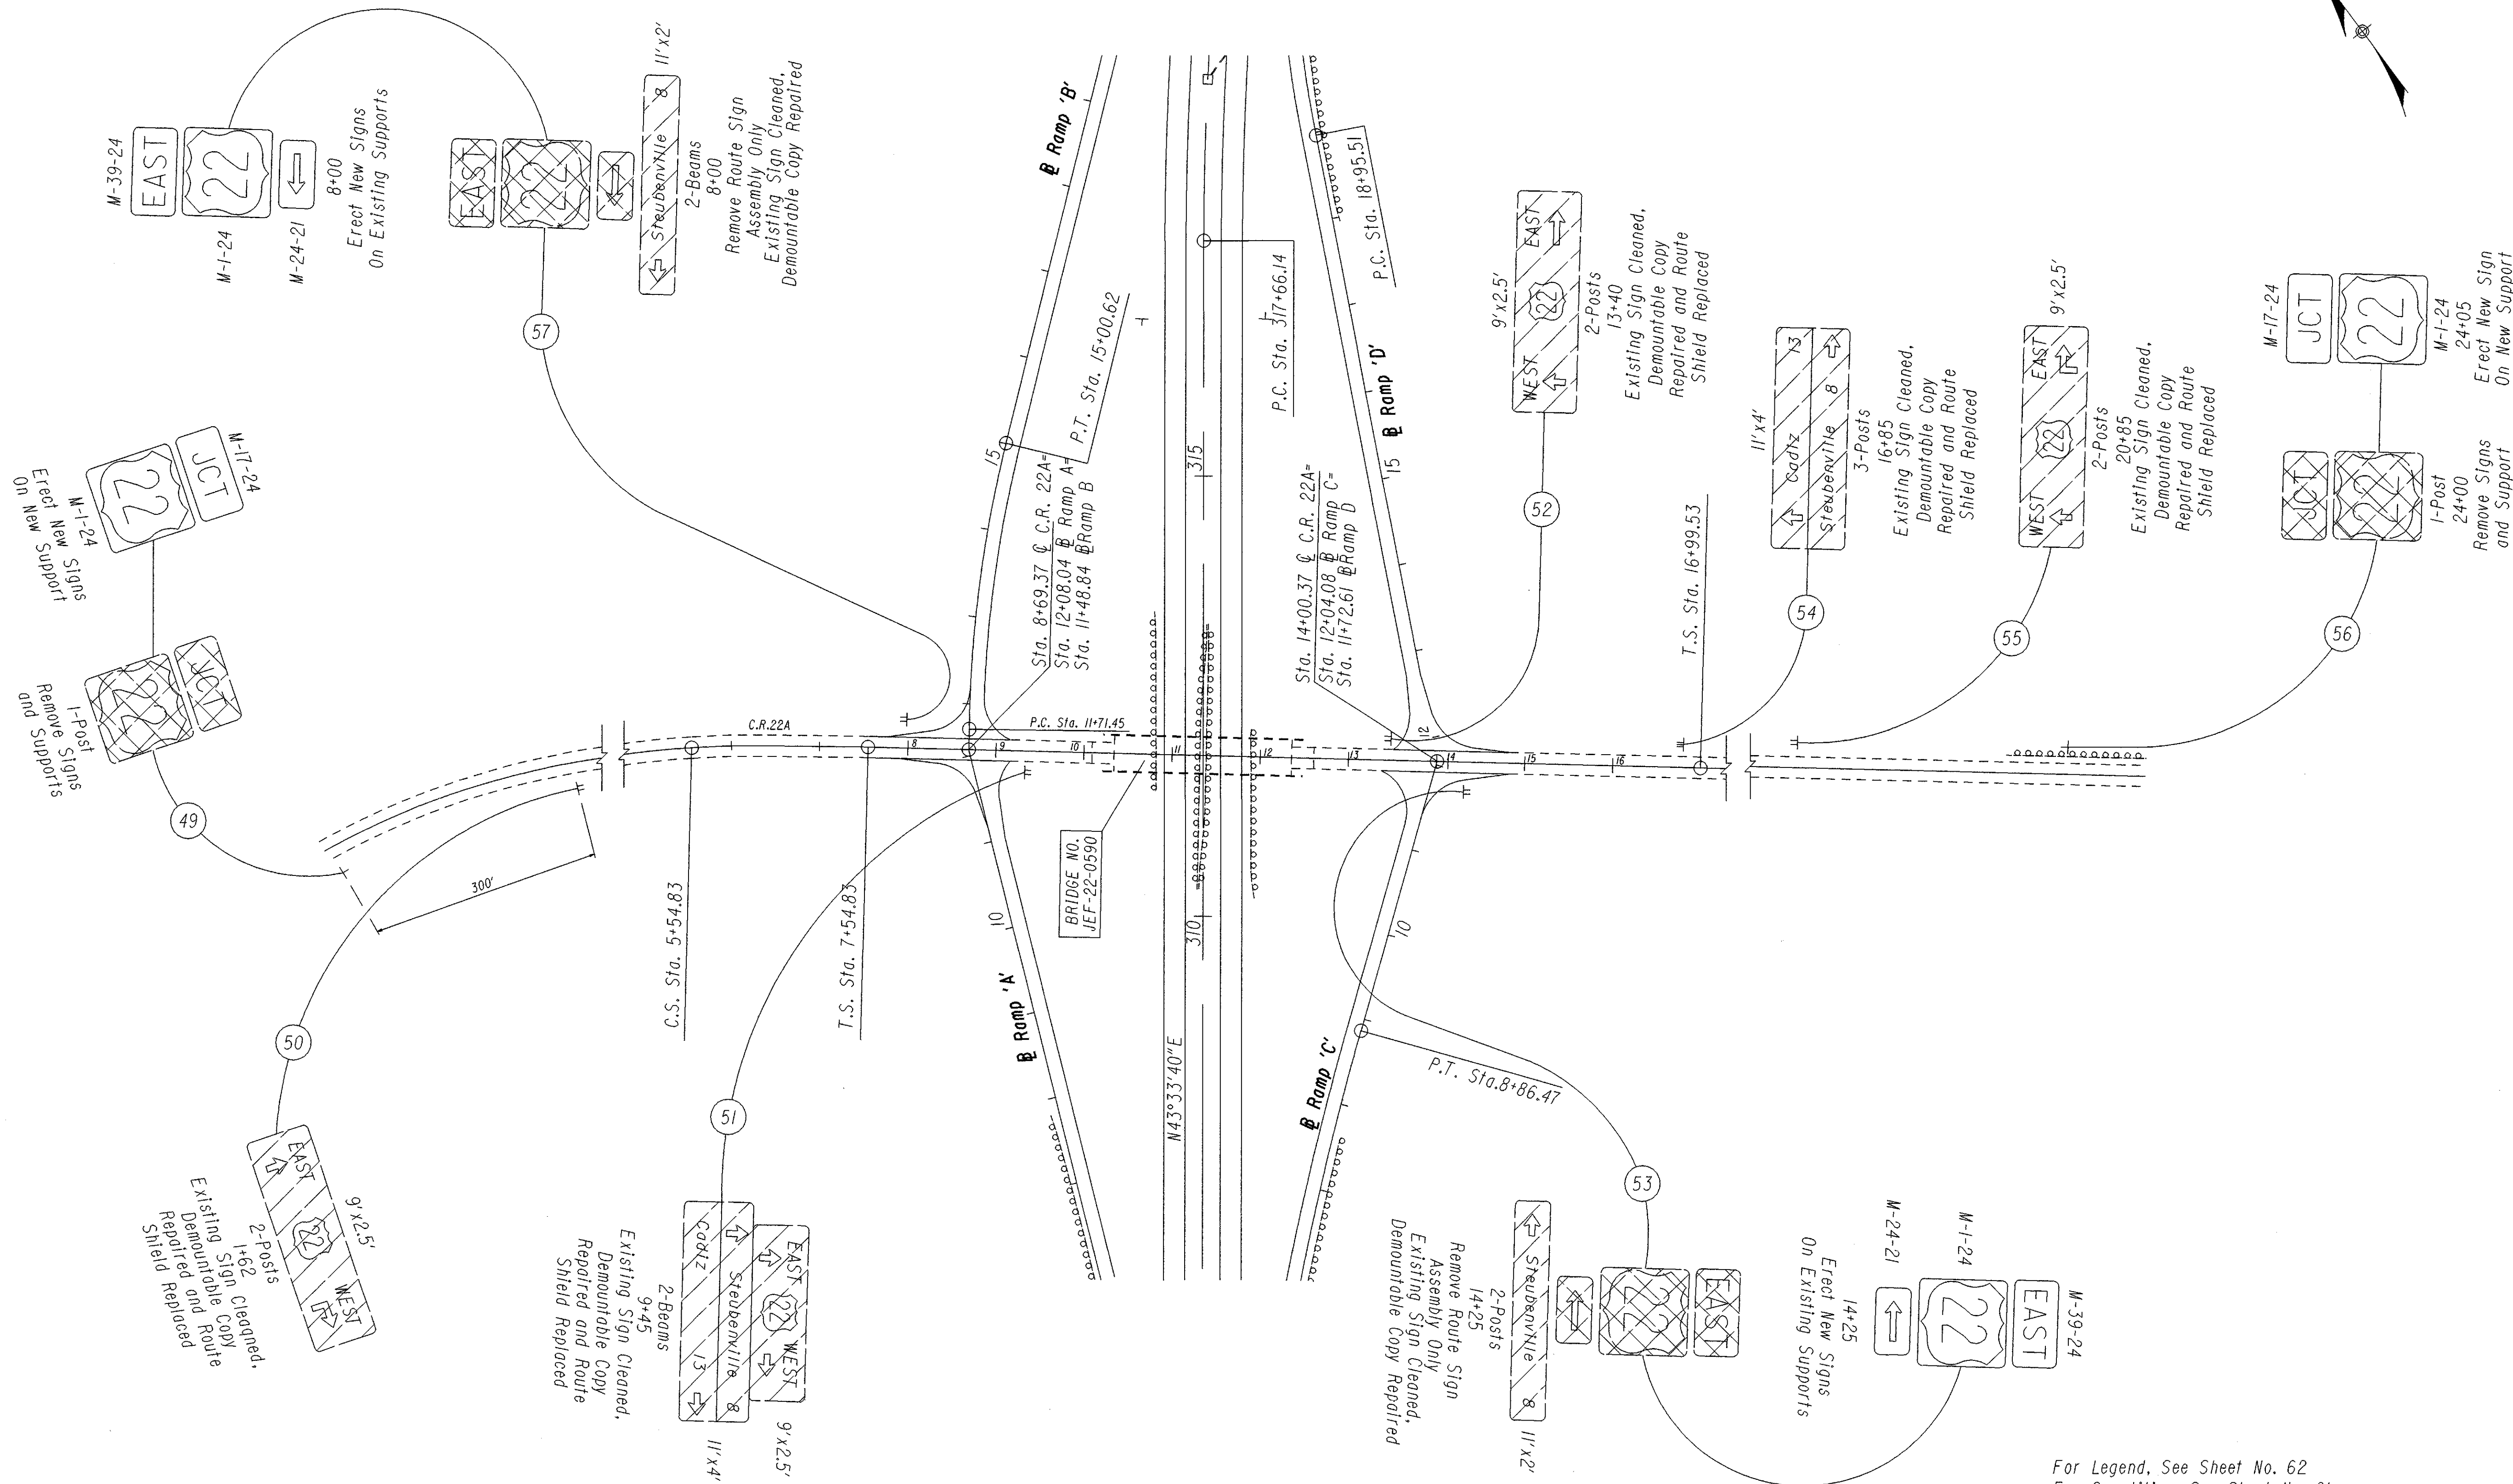 M-39-24
EAST
22
M-1-24
M-24-21
8+00
Erect New Signs
On Existing Supports
EAST
22
Steubenville 8
11'x2'
2-Beams
8+00
Remove Route Sign
Assembly Only
Existing Sign Cleaned,
Demountable Copy Repaired
57
M-17-24
JCT
22
M-1-24
Erect New Signs
On New Support
JCT
22
1-Post
Remove Signs
and Supports
49
300'
50
EAST
22
WEST
9'x2.5'
2-Posts
1+62
Existing Sign Cleaqned,
Demountable Copy
Repaired and Route
Shield Replaced
C.R.22A
C.S. Sta. 5+54.83
T.S. Sta. 7+54.83
51
Cadiz 13
Steubenville 8
EAST 22 WEST
11'x4'
9'x2.5'
2-Beams
9+45
Existing Sign Cleaned,
Demountable Copy
Repaired and Route
Shield Replaced
℄ Ramp 'B'
15
P.T. Sta. 15+00.62
Sta. 8+69.37 ℄ C.R. 22A=
Sta. 12+08.04 ℄ Ramp A=
Sta. 11+48.84 ℄ Ramp B
P.C. Sta. 11+71.45
8
9
10
11
12
13
14
15
16
BRIDGE NO.
JEF-22-0590
10
℄ Ramp 'A'
315
310
N43°33'40"E
P.C. Sta. 317+66.14
P.C. Sta. 18+95.51
℄ Ramp 'D'
15
12
Sta. 14+00.37 ℄ C.R. 22A=
Sta. 12+04.08 ℄ Ramp C=
Sta. 11+72.61 ℄ Ramp D
10
℄ Ramp 'C'
P.T. Sta.8+86.47
9'x2.5'
WEST 22 EAST
2-Posts
13+40
Existing Sign Cleaned,
Demountable Copy
Repaired and Route
Shield Replaced
52
T.S. Sta. 16+99.53
11'x4'
Cadiz 13
Steubenville 8
3-Posts
16+85
Existing Sign Cleaned,
Demountable Copy
Repaired and Route
Shield Replaced
54
WEST 22 EAST
9'x2.5'
2-Posts
20+85
Existing Sign Cleaned,
Demountable Copy
Repaired and Route
Shield Replaced
55
M-17-24
JCT
22
M-1-24
24+05
Erect New Sign
On New Support
JCT
22
1-Post
24+00
Remove Signs
and Support
56
53
Steubenville 8
11'x2'
22
EAST
2-Posts
14+25
Remove Route Sign
Assembly Only
Existing Sign Cleaned,
Demountable Copy Repaired
M-24-21
M-1-24
22
EAST
M-39-24
14+25
Erect New Signs
On Existing Supports
For Legend, See Sheet No. 62